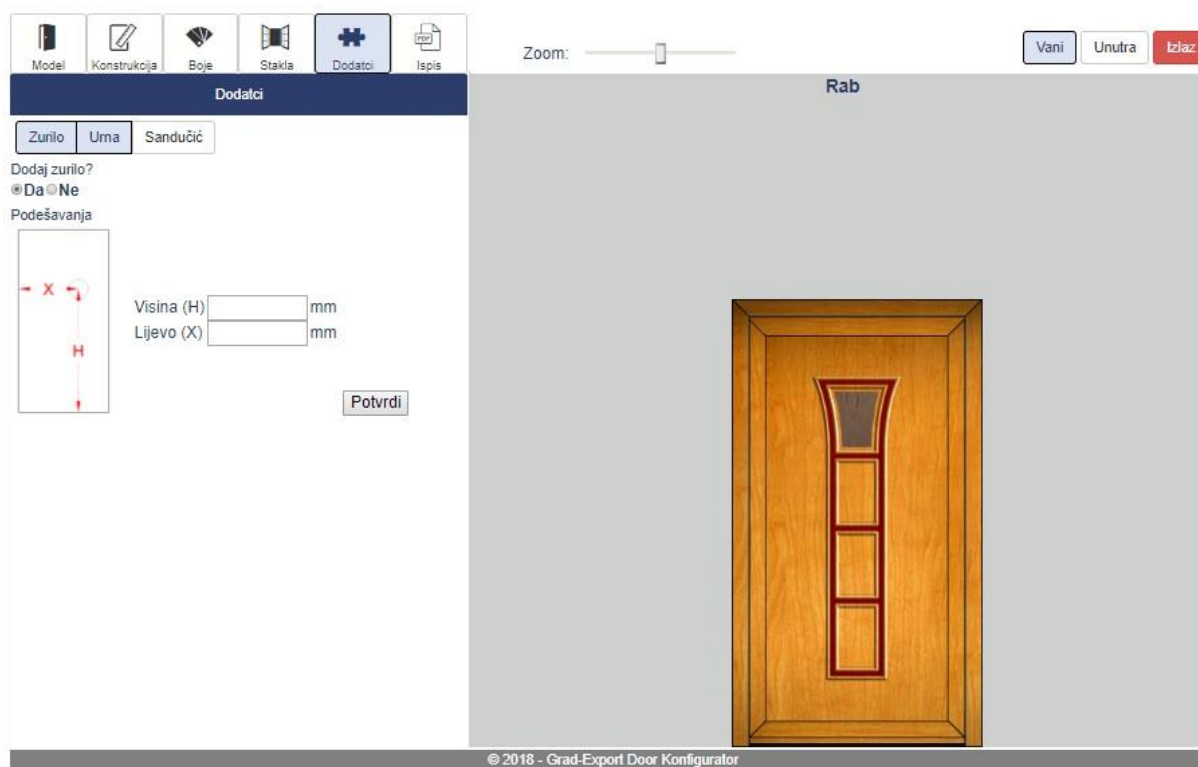 Model Konstrukcija Boje Stakla Dodatci PDF Ispis
Zoom:
Vani Unutra Izlaz
Dodatci
Rab
Zurilo Urna Sandučić
Dodaj zurilo?
Da Ne
Podešavanja
X
H
Visina (H) mm
Lijevo (X) mm
Potvrdi
© 2018 - Grad-Export Door Konfigurator